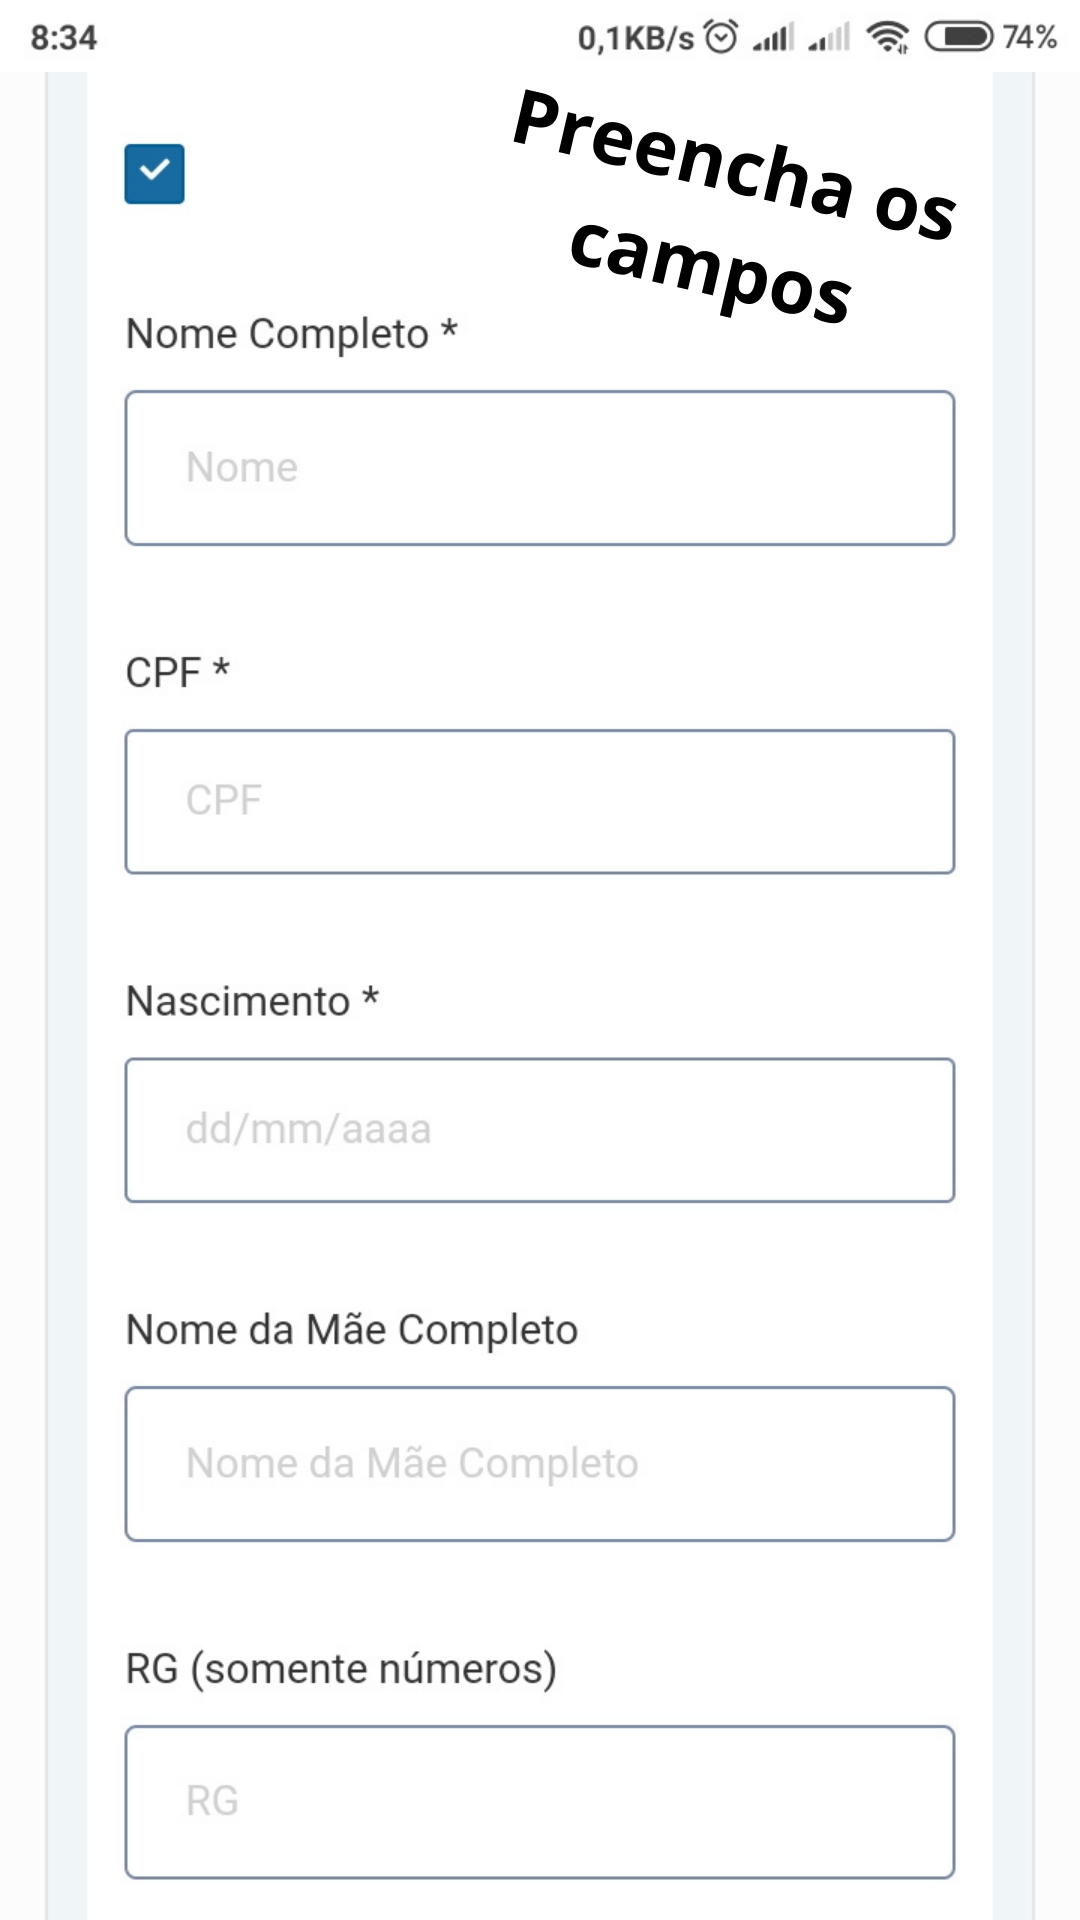 8:34
0,1KB/s
74%
Preencha os
campos
Nome Completo *
Nome
CPF *
CPF
Nascimento *
dd/mm/aaaa
Nome da Mãe Completo
Nome da Mãe Completo
RG (somente números)
RG